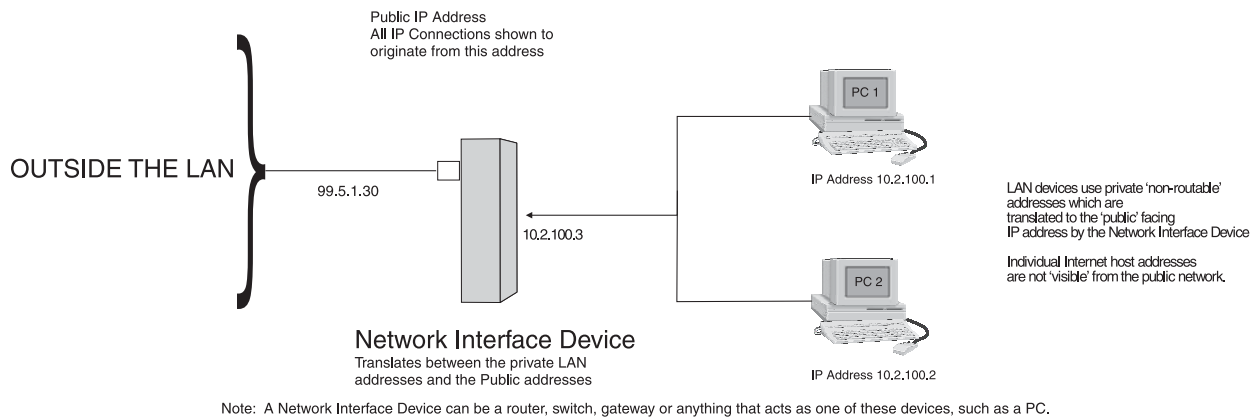 Public IP Address
All IP Connections shown to
originate from this address
OUTSIDE THE LAN
99.5.1.30
10.2.100.3
PC 1
IP Address 10.2.100.1
PC 2
IP Address 10.2.100.2
LAN devices use private 'non-routable'
addresses which are
translated to the 'public' facing
IP address by the Network Interface Device
Individual Internet host addresses
are not 'visible' from the public network.
Network Interface Device
Translates between the private LAN
addresses and the Public addresses
Note: A Network Interface Device can be a router, switch, gateway or anything that acts as one of these devices, such as a PC.